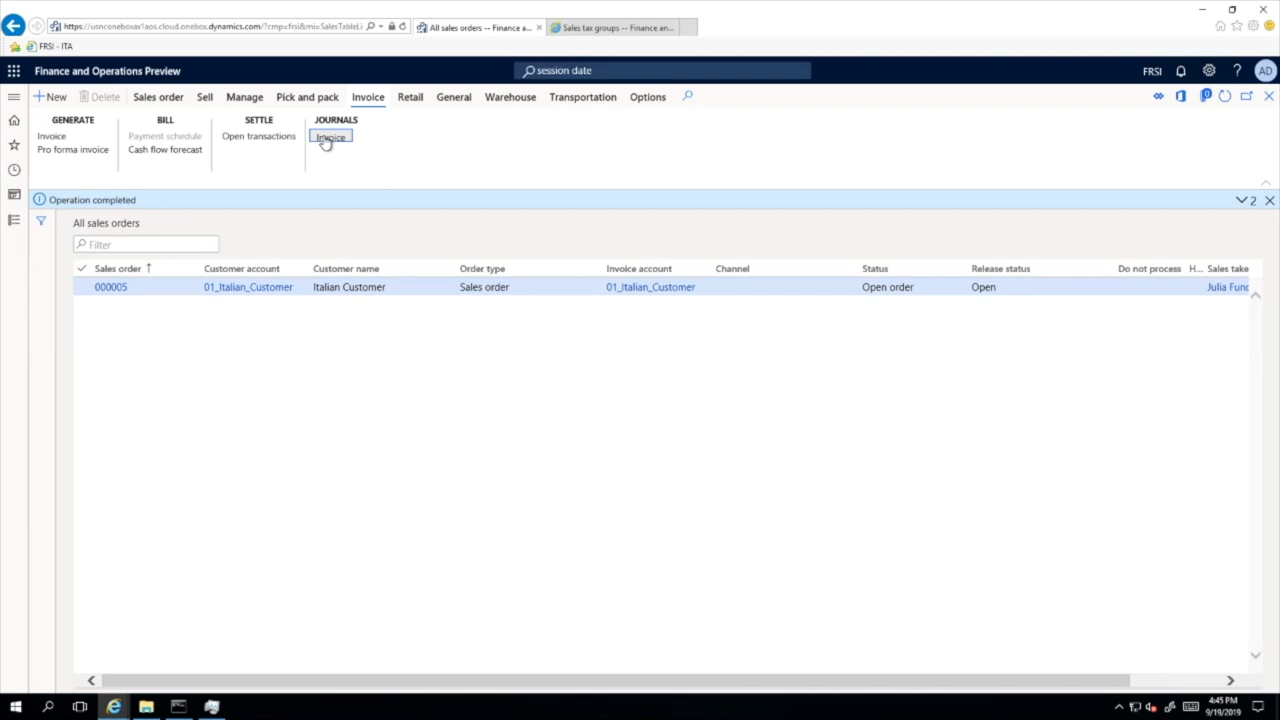 https://usnconeboxax1aos.cloud.onebox.dynamics.com/?cmp=frsi&mi=SalesTableLi
All sales orders -- Finance a...
Sales tax groups -- Finance an...
FRSI - ITA
Finance and Operations Preview
session date
FRSI
AD
New
Delete
Sales order
Sell
Manage
Pick and pack
Invoice
Retail
General
Warehouse
Transportation
Options
0
GENERATE
BILL
SETTLE
JOURNALS
Invoice
Payment schedule
Open transactions
Invoice
Pro forma invoice
Cash flow forecast
Operation completed
2
All sales orders
Filter
Sales order
Customer account
Customer name
Order type
Invoice account
Channel
Status
Release status
Do not process
H...
Sales take
000005
01_Italian_Customer
Italian Customer
Sales order
01_Italian_Customer
Open order
Open
Julia Fund
4:45 PM
9/19/2019